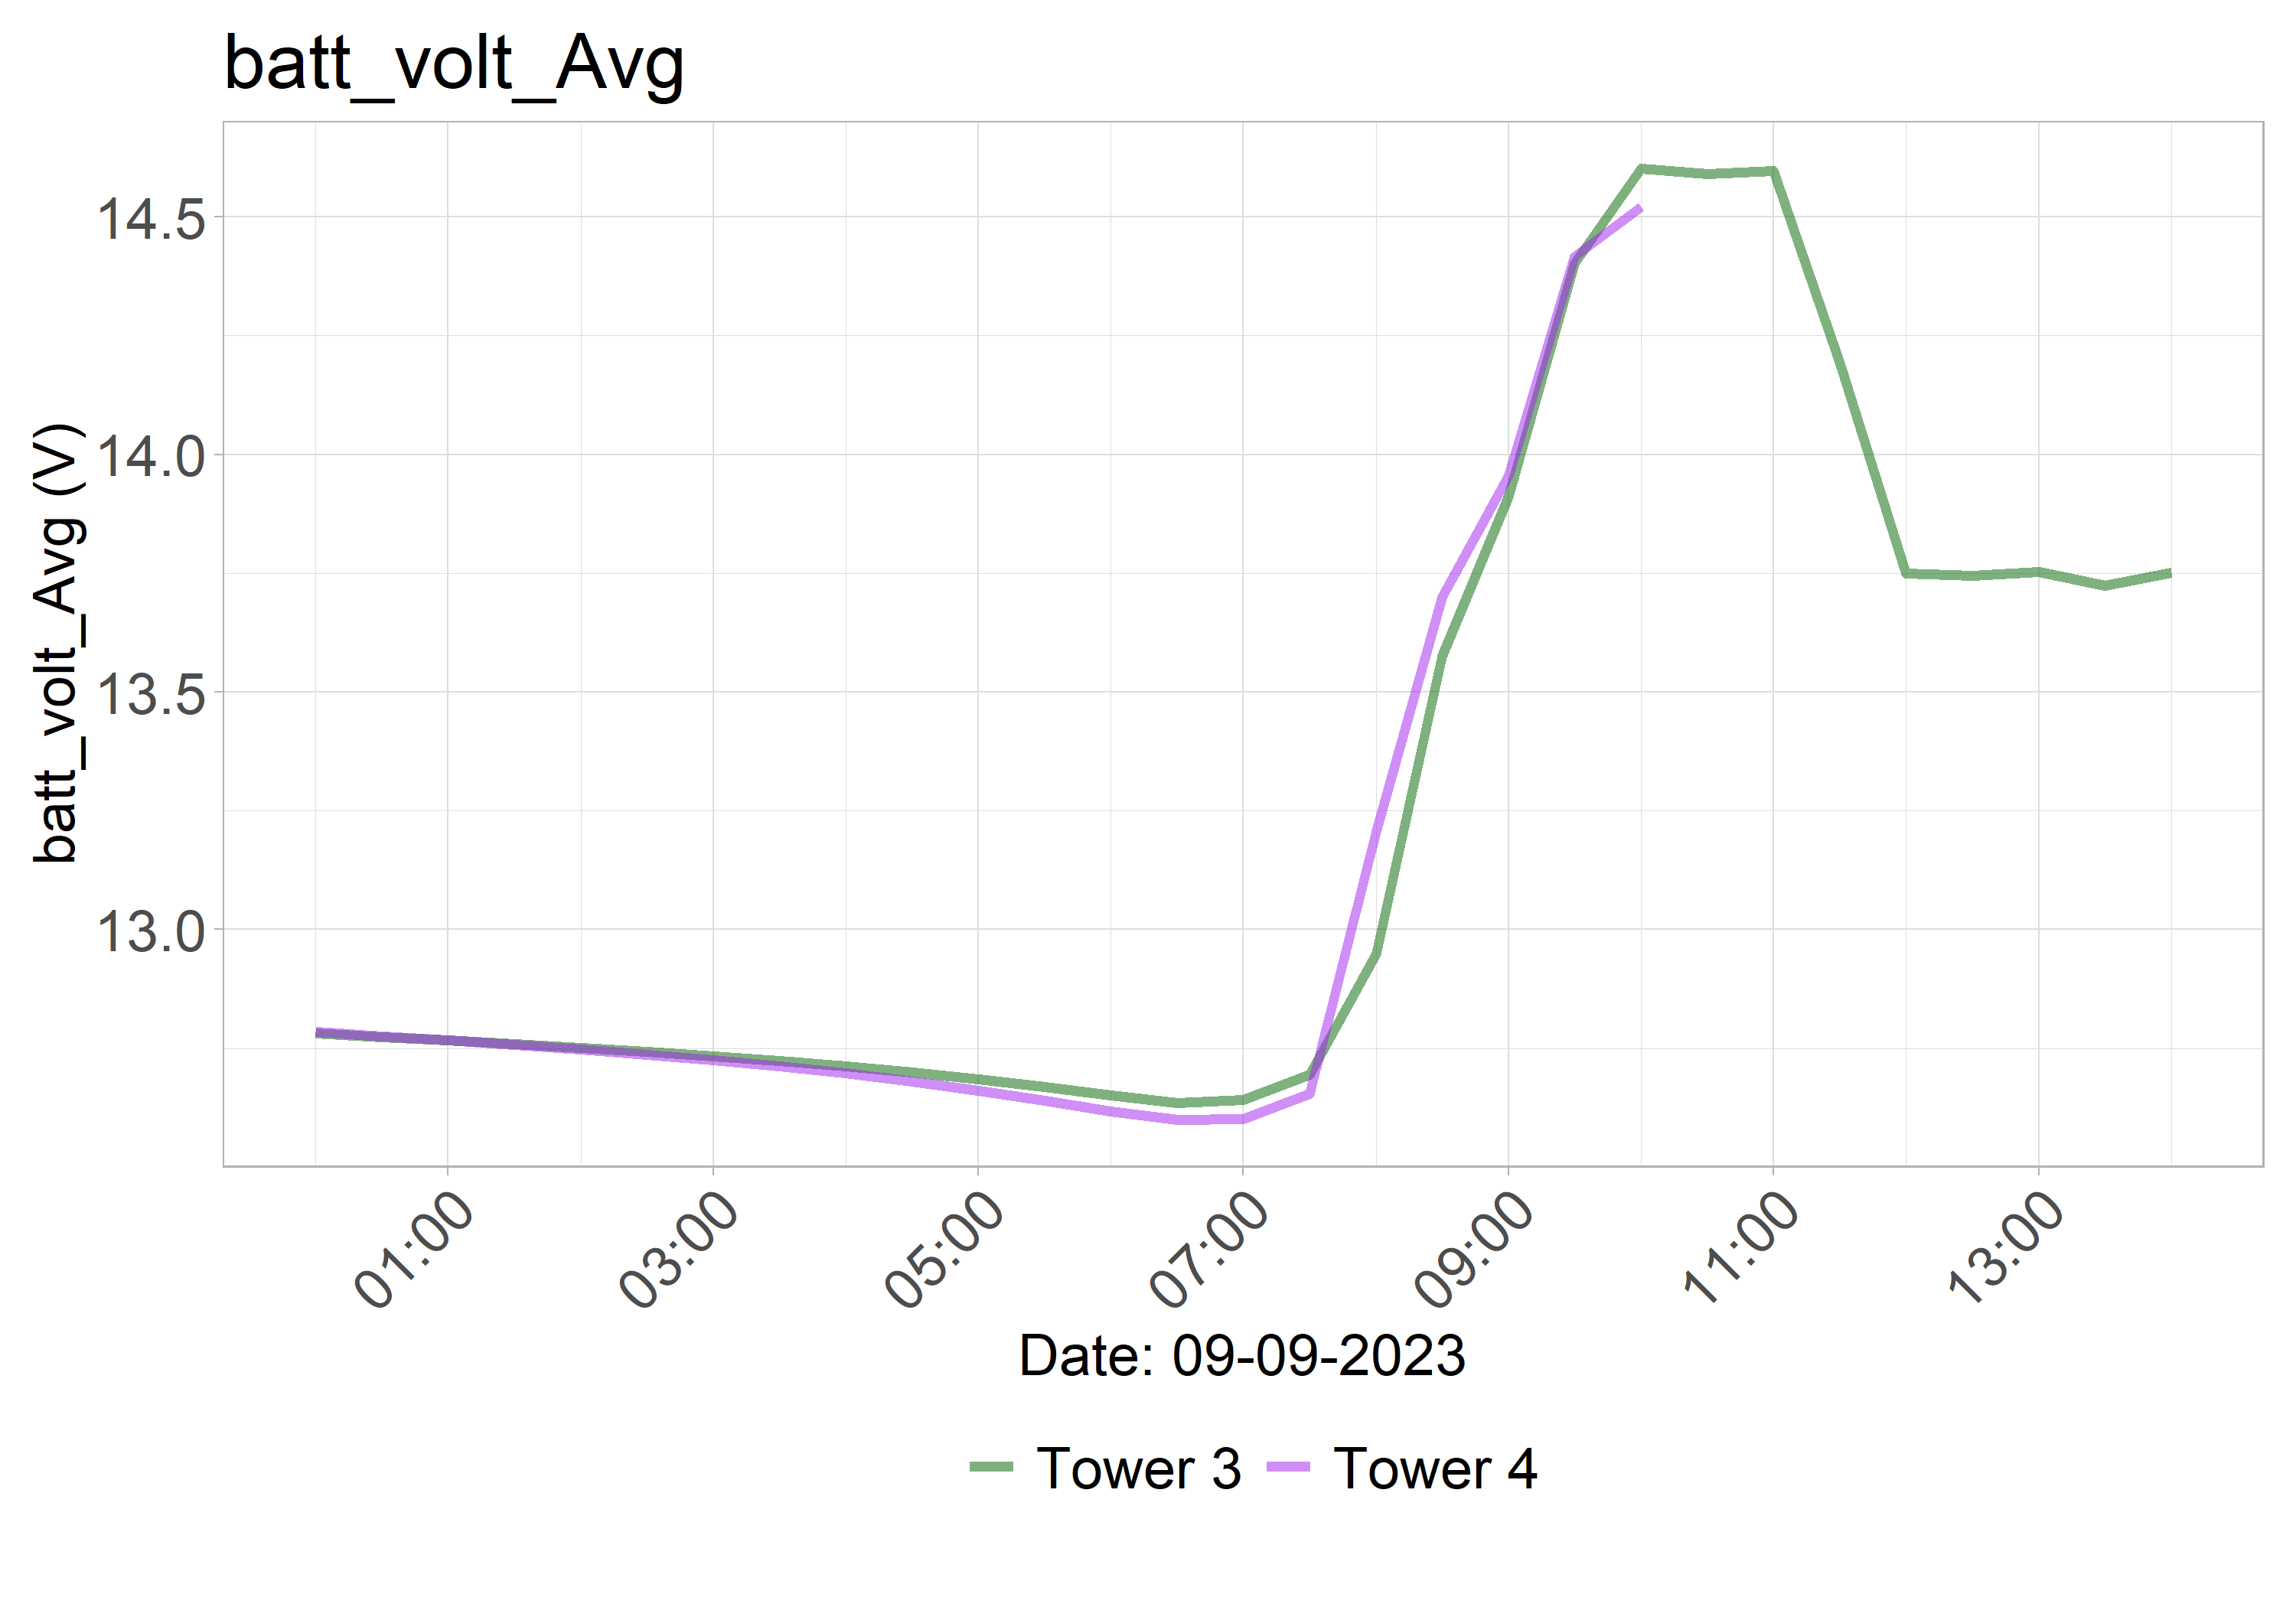 batt_volt_Avg
batt_volt_Avg (V)
14.5
14.0
13.5
13.0
01:00 03:00 05:00 07:00 09:00 11:00 13:00
Date: 09-09-2023
Tower 3 Tower 4